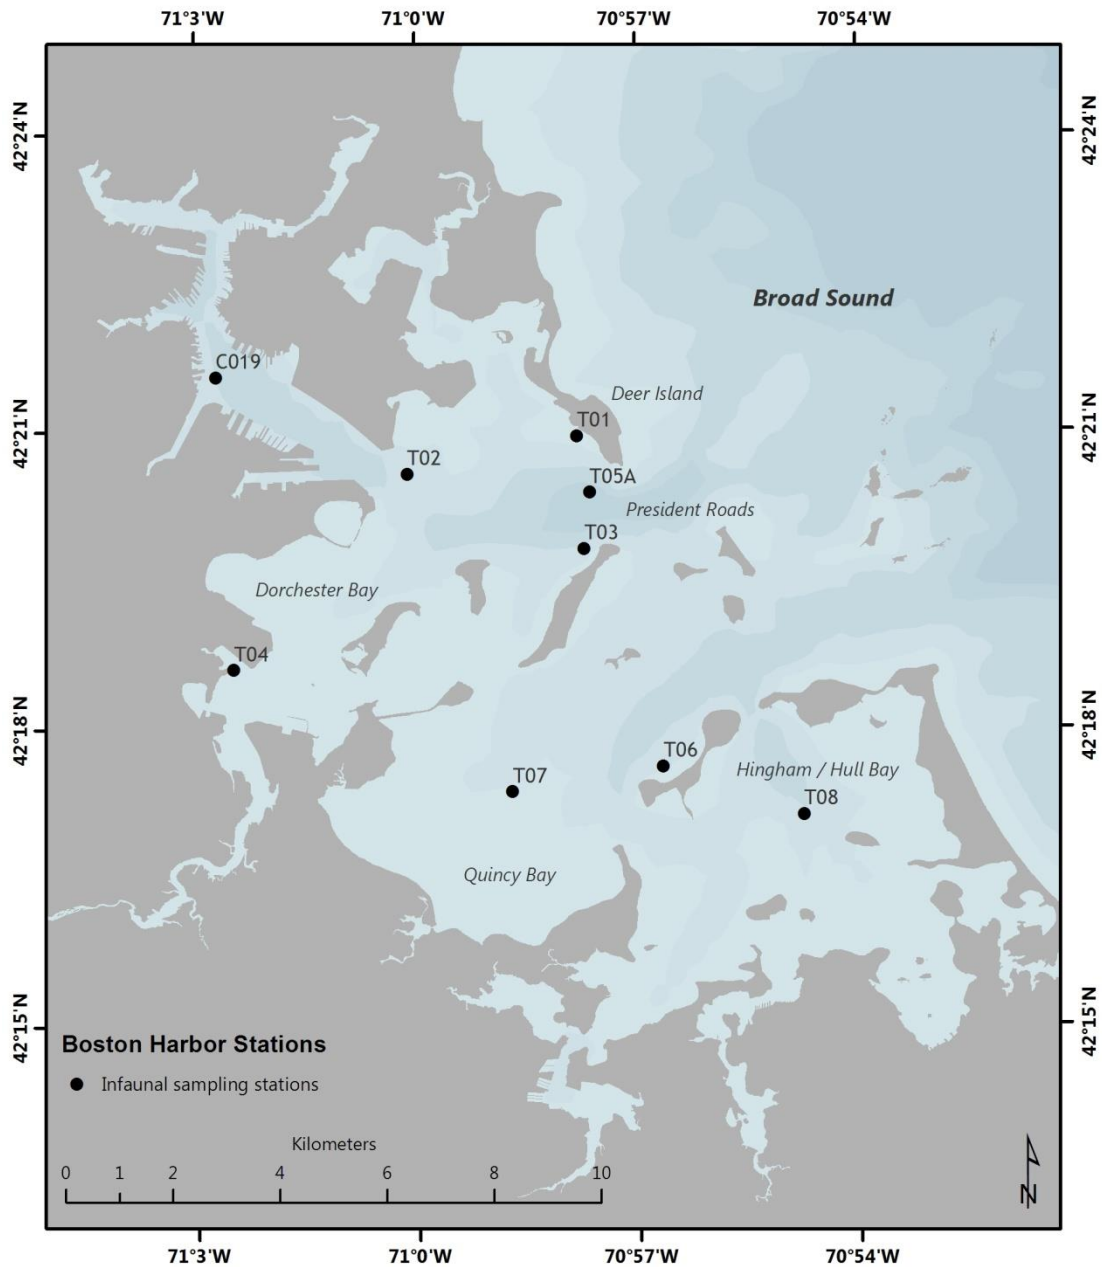 71°3'W 71°0'W 70°57'W 70°54'W
42°24'N
42°24'N
Broad Sound
C019
Deer Island
T01
42°21'N
42°21'N
T02
T05A
President Roads
T03
Dorchester Bay
T04
42°18'N
42°18'N
T06
Hingham / Hull Bay
T07
T08
Quincy Bay
42°15'N
42°15'N
Boston Harbor Stations
Infaunal sampling stations
Kilometers
0 1 2 4 6 8 10
N
71°3'W 71°0'W 70°57'W 70°54'W